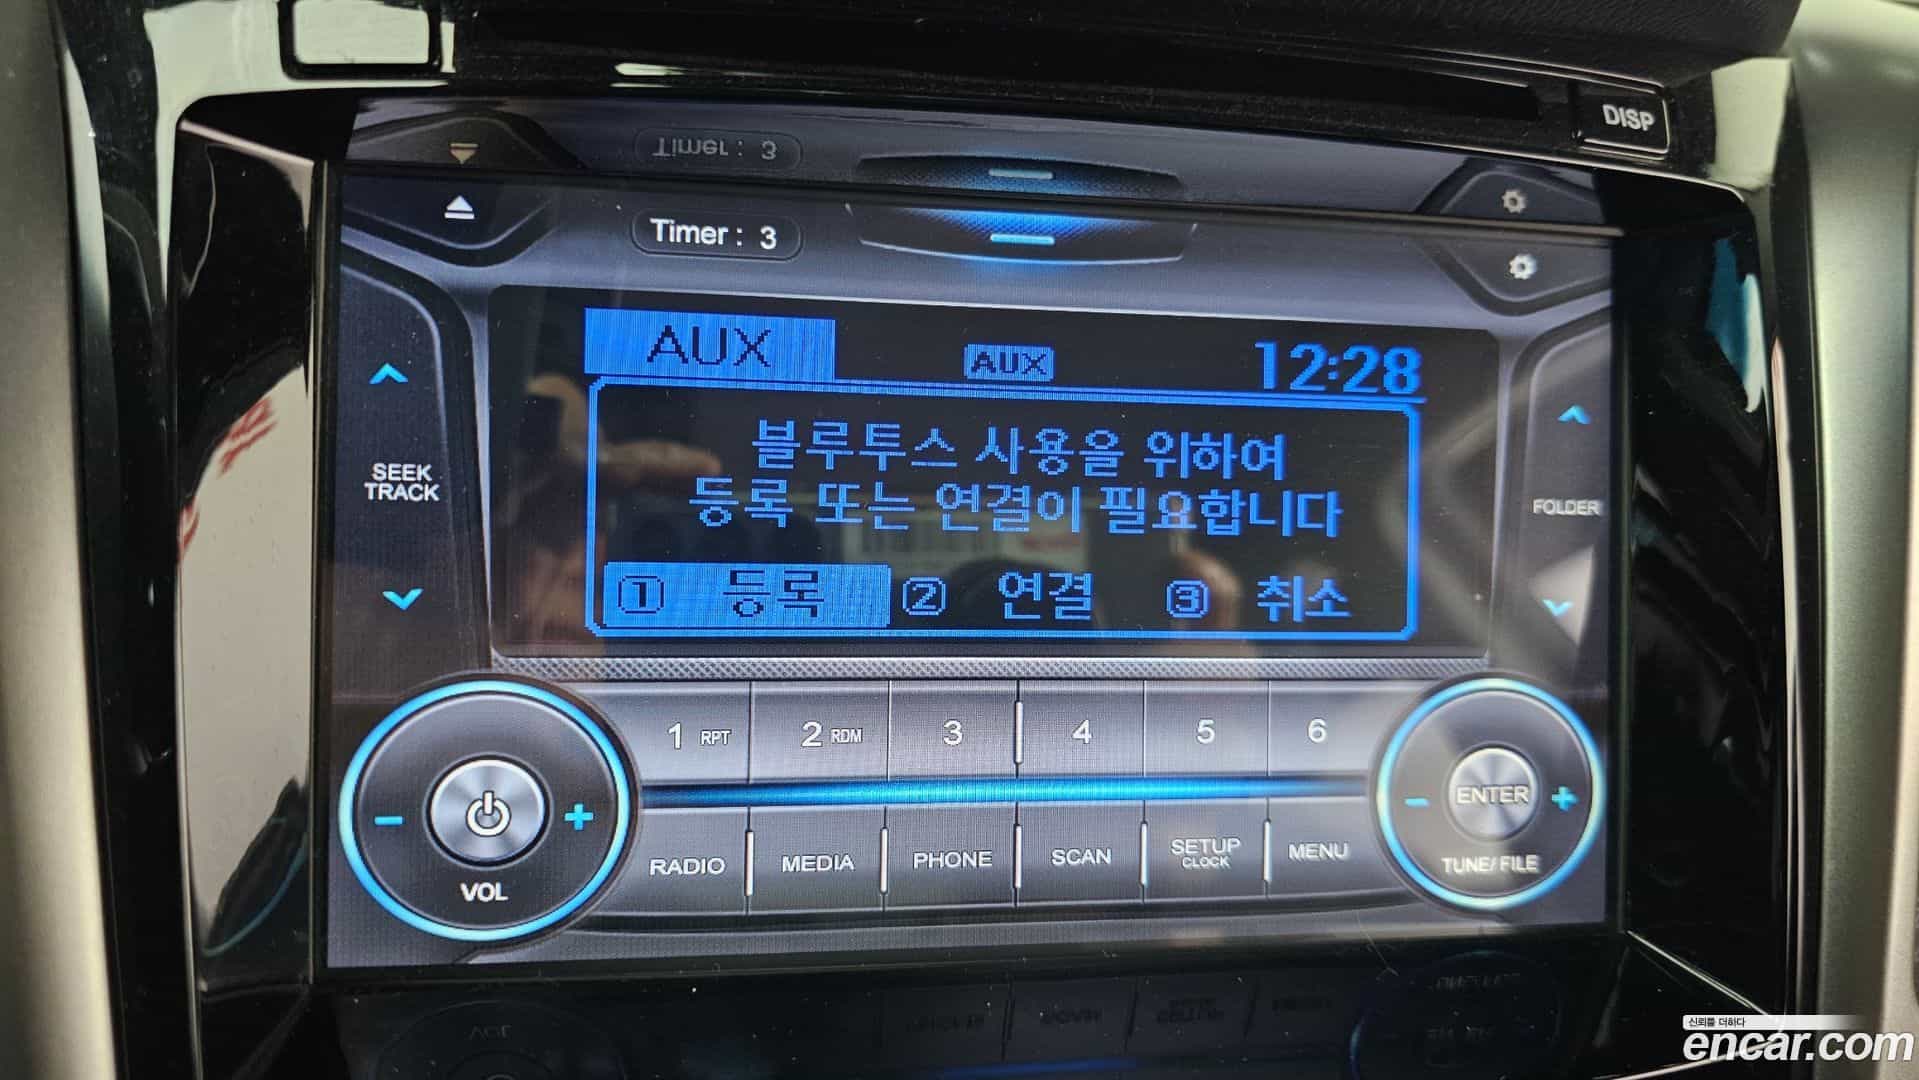 DISP
Timer : 3
Timer : 3
AUX AUX 12:28
블루투스 사용을 위하여
등록 또는 연결이 필요합니다
① 등록 ② 연결 ③ 취소
SEEK
TRACK
FOLDER
1 RPT 2 RDM 3 4 5 6
VOL
RADIO MEDIA PHONE SCAN SETUP
CLOCK
MENU
ENTER
TUNE/FILE
신뢰를 더하다
encar.com